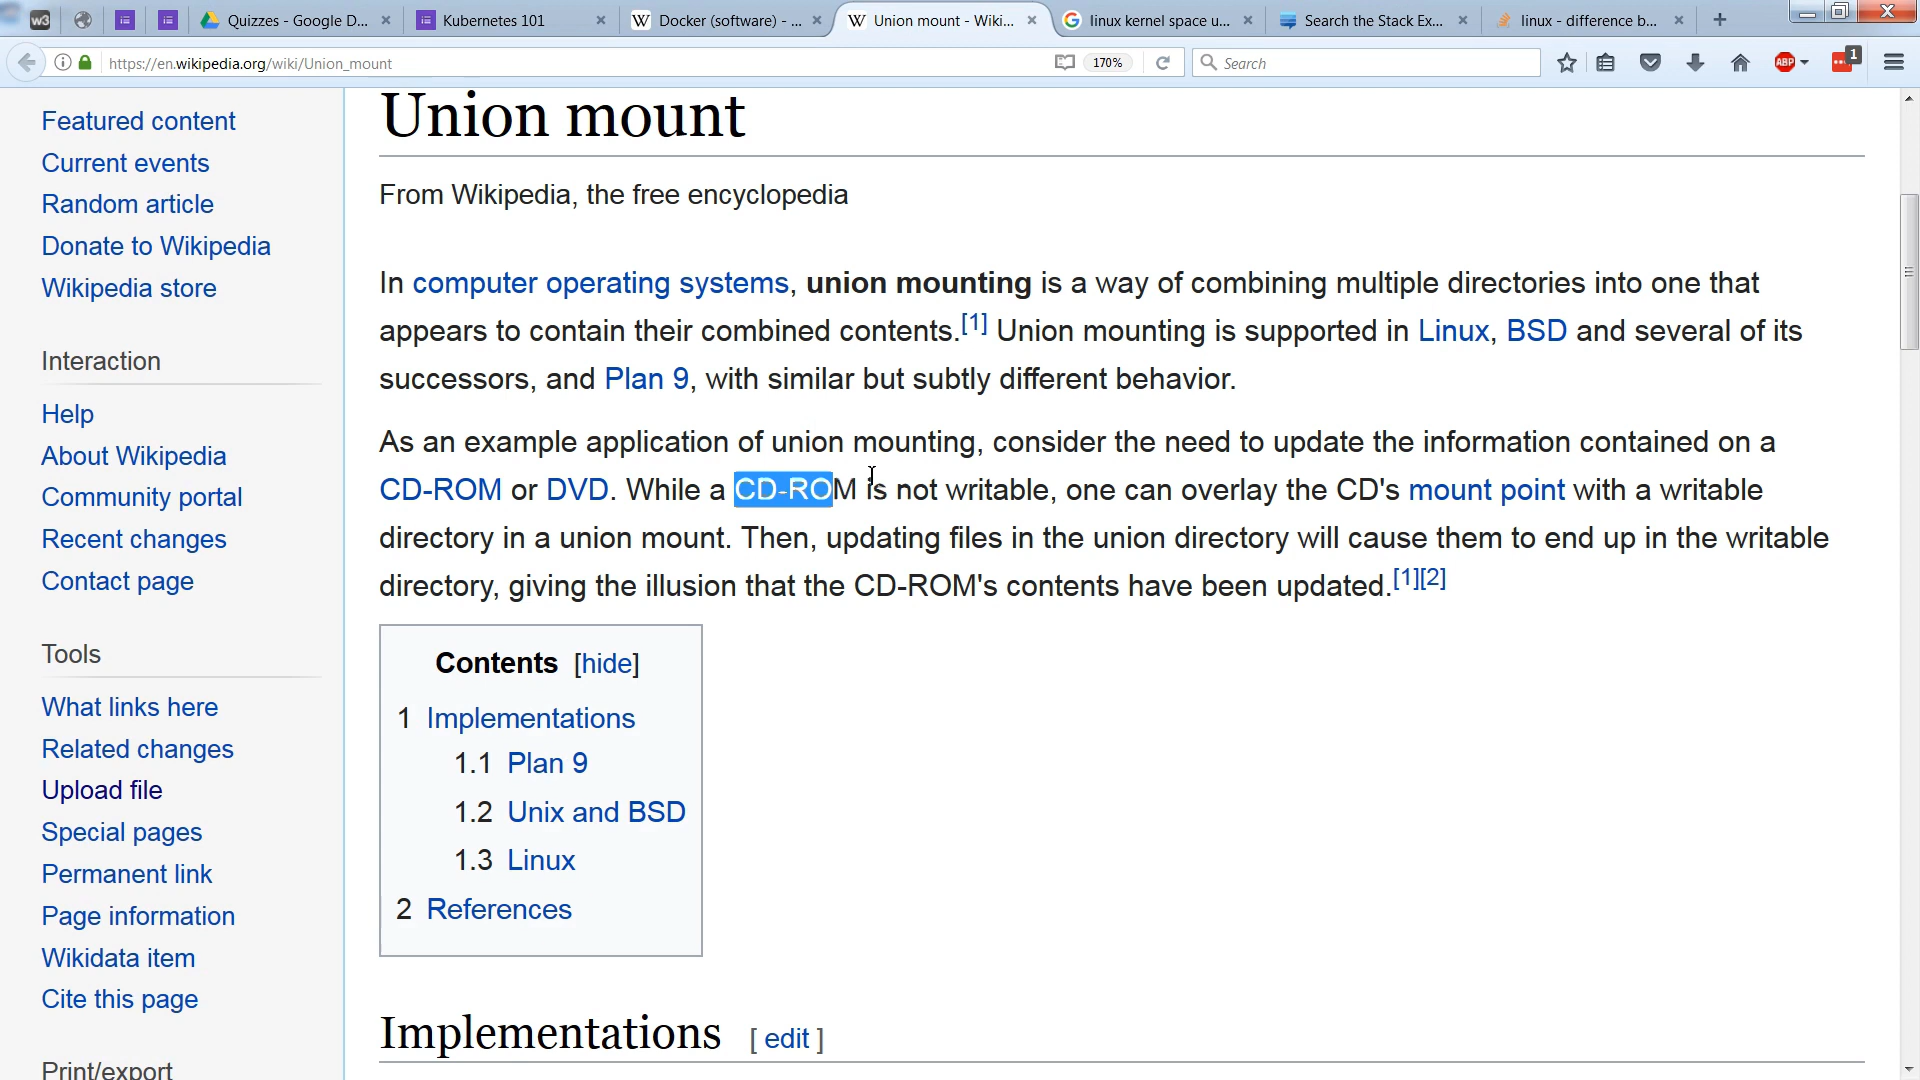 w3
Quizzes - Google D...
Kubernetes 101
Docker (software) - ...
Union mount - Wiki...
linux kernel space u...
Search the Stack Ex...
linux - difference b...
https://en.wikipedia.org/wiki/Union_mount
170%
Search
ABP
1
Featured content
Current events
Random article
Donate to Wikipedia
Wikipedia store
Interaction
Help
About Wikipedia
Community portal
Recent changes
Contact page
Tools
What links here
Related changes
Upload file
Special pages
Permanent link
Page information
Wikidata item
Cite this page
Print/export
Union mount
From Wikipedia, the free encyclopedia
In computer operating systems, union mounting is a way of combining multiple directories into one that
appears to contain their combined contents.[1] Union mounting is supported in Linux, BSD and several of its
successors, and Plan 9, with similar but subtly different behavior.
As an example application of union mounting, consider the need to update the information contained on a
CD-ROM or DVD. While a CD-ROM is not writable, one can overlay the CD's mount point with a writable
directory in a union mount. Then, updating files in the union directory will cause them to end up in the writable
directory, giving the illusion that the CD-ROM's contents have been updated.[1][2]
Contents [hide]
1 Implementations
1.1 Plan 9
1.2 Unix and BSD
1.3 Linux
2 References
Implementations [ edit ]